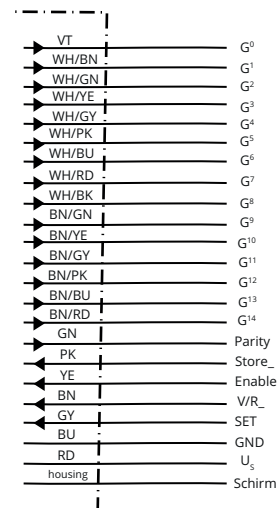 VT G⁰
WH/BN G¹
WH/GN G²
WH/YE G³
WH/GY G⁴
WH/PK G⁵
WH/BU G⁶
WH/RD G⁷
WH/BK G⁸
BN/GN G⁹
BN/YE G¹⁰
BN/GY G¹¹
BN/PK G¹²
BN/BU G¹³
BN/RD G¹⁴
GN Parity
PK Store_
YE Enable
BN V/R_
GY SET
BU GND
RD Uₛ
housing Schirm